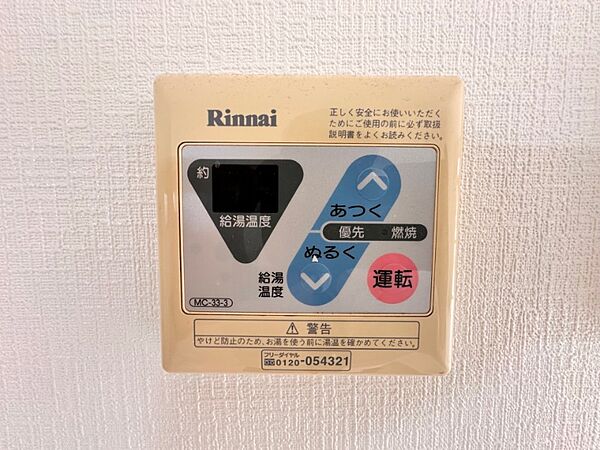 Rinnai
正しく安全にお使いいただく
ためにご使用の前に必ず取扱
説明書をよくお読みください。
約
給湯温度
あつく
優先 燃焼
ぬるく
給湯
温度
運転
MC-33-3
警告
やけど防止のため、お湯を使う前に湯温を確かめてください。
フリーダイヤル
0120-054321